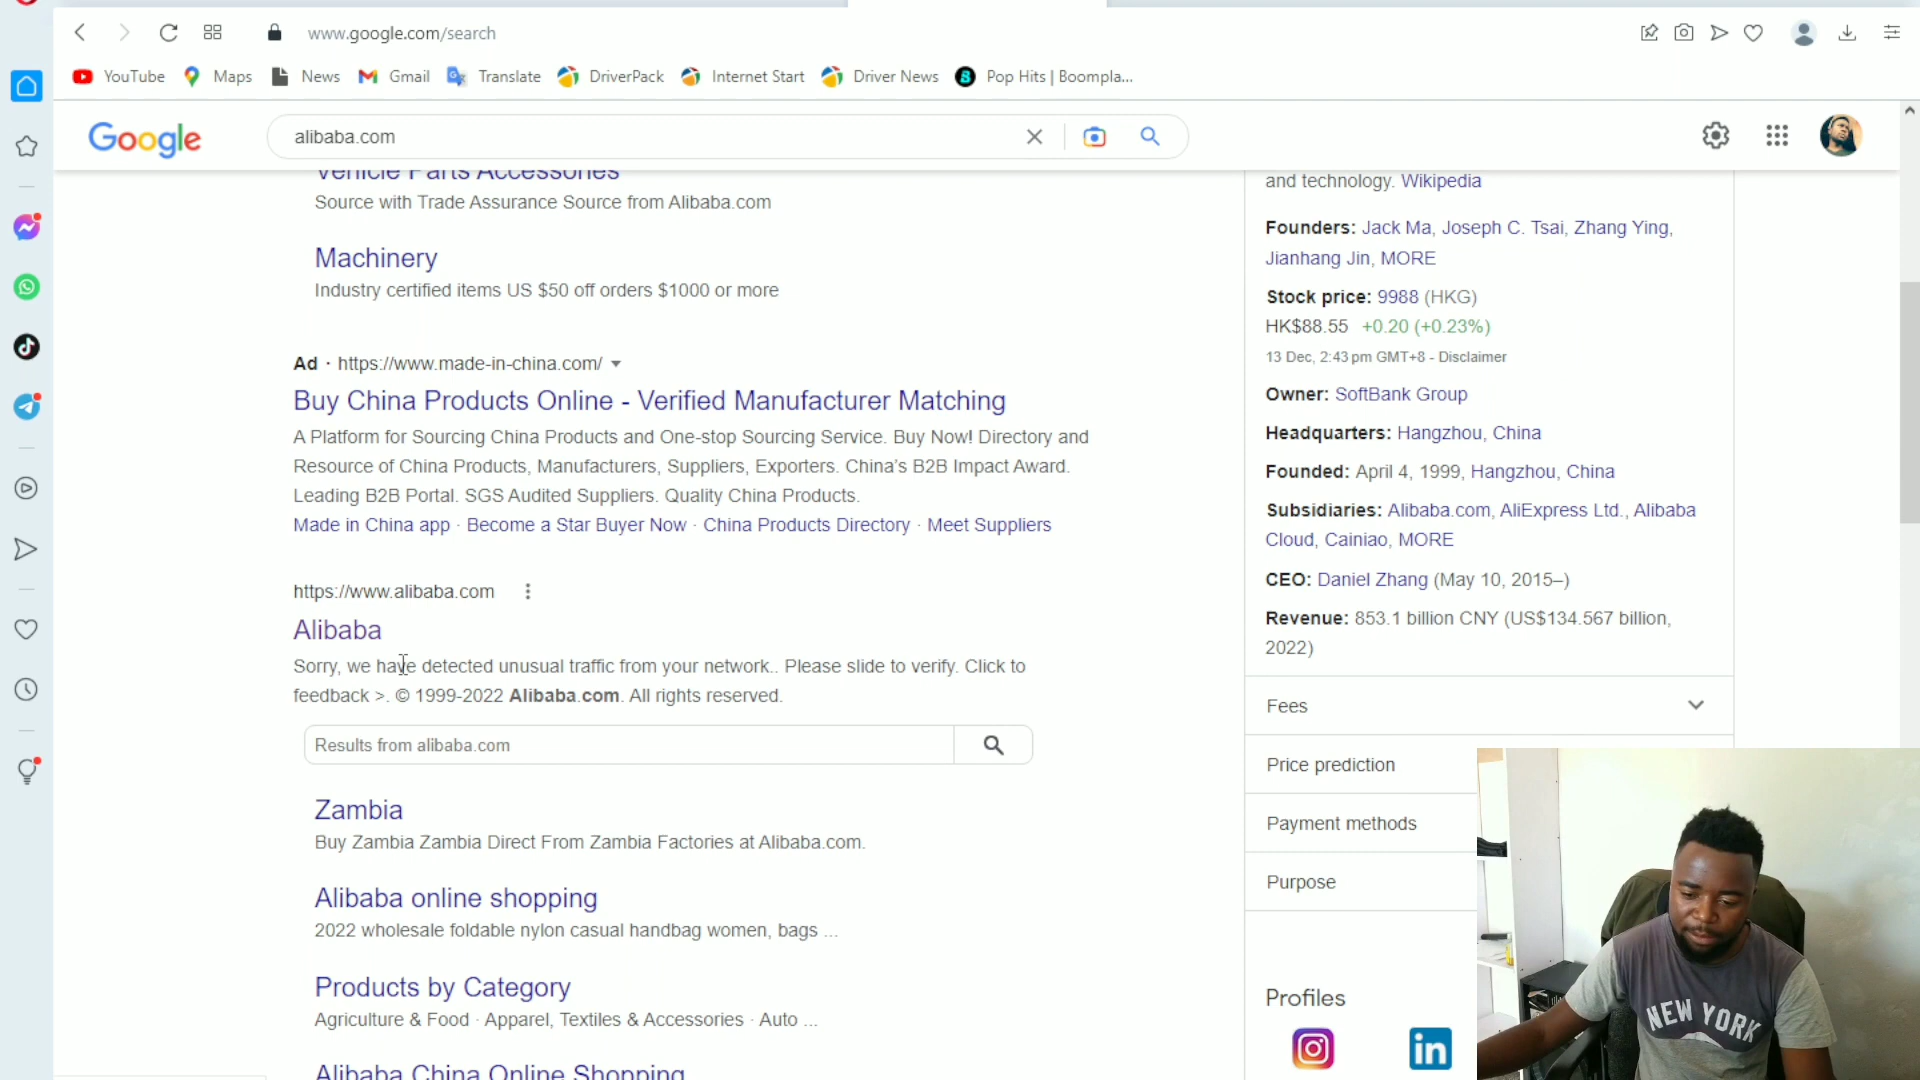 www.google.com/search
YouTube Maps News Gmail Translate DriverPack Internet Start Driver News Pop Hits | Boompla...
Google
alibaba.com
Vehicle Parts Accessories
Source with Trade Assurance Source from Alibaba.com
Machinery
Industry certified items US $50 off orders $1000 or more
Ad · https://www.made-in-china.com/
Buy China Products Online - Verified Manufacturer Matching
A Platform for Sourcing China Products and One-stop Sourcing Service. Buy Now! Directory and
Resource of China Products, Manufacturers, Suppliers, Exporters. China's B2B Impact Award.
Leading B2B Portal. SGS Audited Suppliers. Quality China Products.
Made in China app · Become a Star Buyer Now · China Products Directory · Meet Suppliers
https://www.alibaba.com
Alibaba
Sorry, we have detected unusual traffic from your network.. Please slide to verify. Click to
feedback >. © 1999-2022 Alibaba.com. All rights reserved.
Results from alibaba.com
Zambia
Buy Zambia Zambia Direct From Zambia Factories at Alibaba.com.
Alibaba online shopping
2022 wholesale foldable nylon casual handbag women, bags ...
Products by Category
Agriculture & Food · Apparel, Textiles & Accessories · Auto ...
Alibaba China Online Shopping
and technology. Wikipedia
Founders: Jack Ma, Joseph C. Tsai, Zhang Ying,
Jianhang Jin, MORE
Stock price: 9988 (HKG)
HK$88.55 +0.20 (+0.23%)
13 Dec, 2:43 pm GMT+8 - Disclaimer
Owner: SoftBank Group
Headquarters: Hangzhou, China
Founded: April 4, 1999, Hangzhou, China
Subsidiaries: Alibaba.com, AliExpress Ltd., Alibaba
Cloud, Cainiao, MORE
CEO: Daniel Zhang (May 10, 2015–)
Revenue: 853.1 billion CNY (US$134.567 billion,
2022)
Fees
Price prediction
Payment methods
Purpose
Profiles
in
NEW YORK